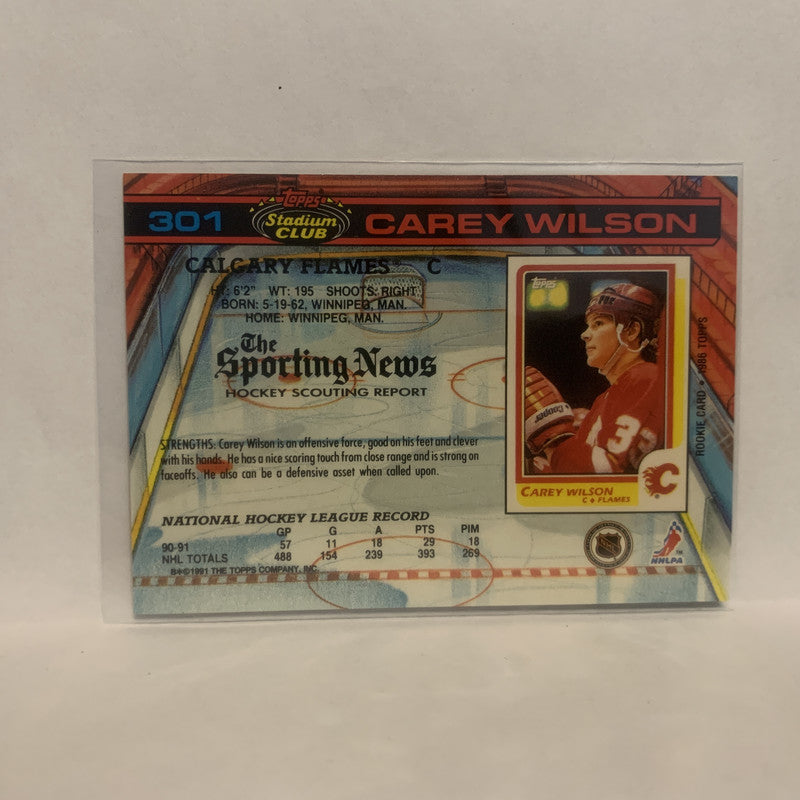 301
Topps
Stadium
CLUB
CAREY WILSON
CALGARY FLAMES™ C
HT: 6'2" WT: 195 SHOOTS: RIGHT
BORN: 5-19-62, WINNIPEG, MAN.
HOME: WINNIPEG, MAN.
The
Sporting News
HOCKEY SCOUTING REPORT
STRENGTHS: Carey Wilson is an offensive force, good on his feet and clever
with his hands. He has a nice scoring touch from close range and is strong on
faceoffs. He also can be a defensive asset when called upon.
NATIONAL HOCKEY LEAGUE RECORD
GP G A PTS PIM
90-91 57 11 18 29 18
NHL TOTALS 488 154 239 393 269
B✽©1991 THE TOPPS COMPANY, INC.
Topps
Cooper
33
CAREY WILSON
C ♦ FLAMES
C
ROOKIE CARD • 1986 TOPPS
NHL
NHLPA
TM